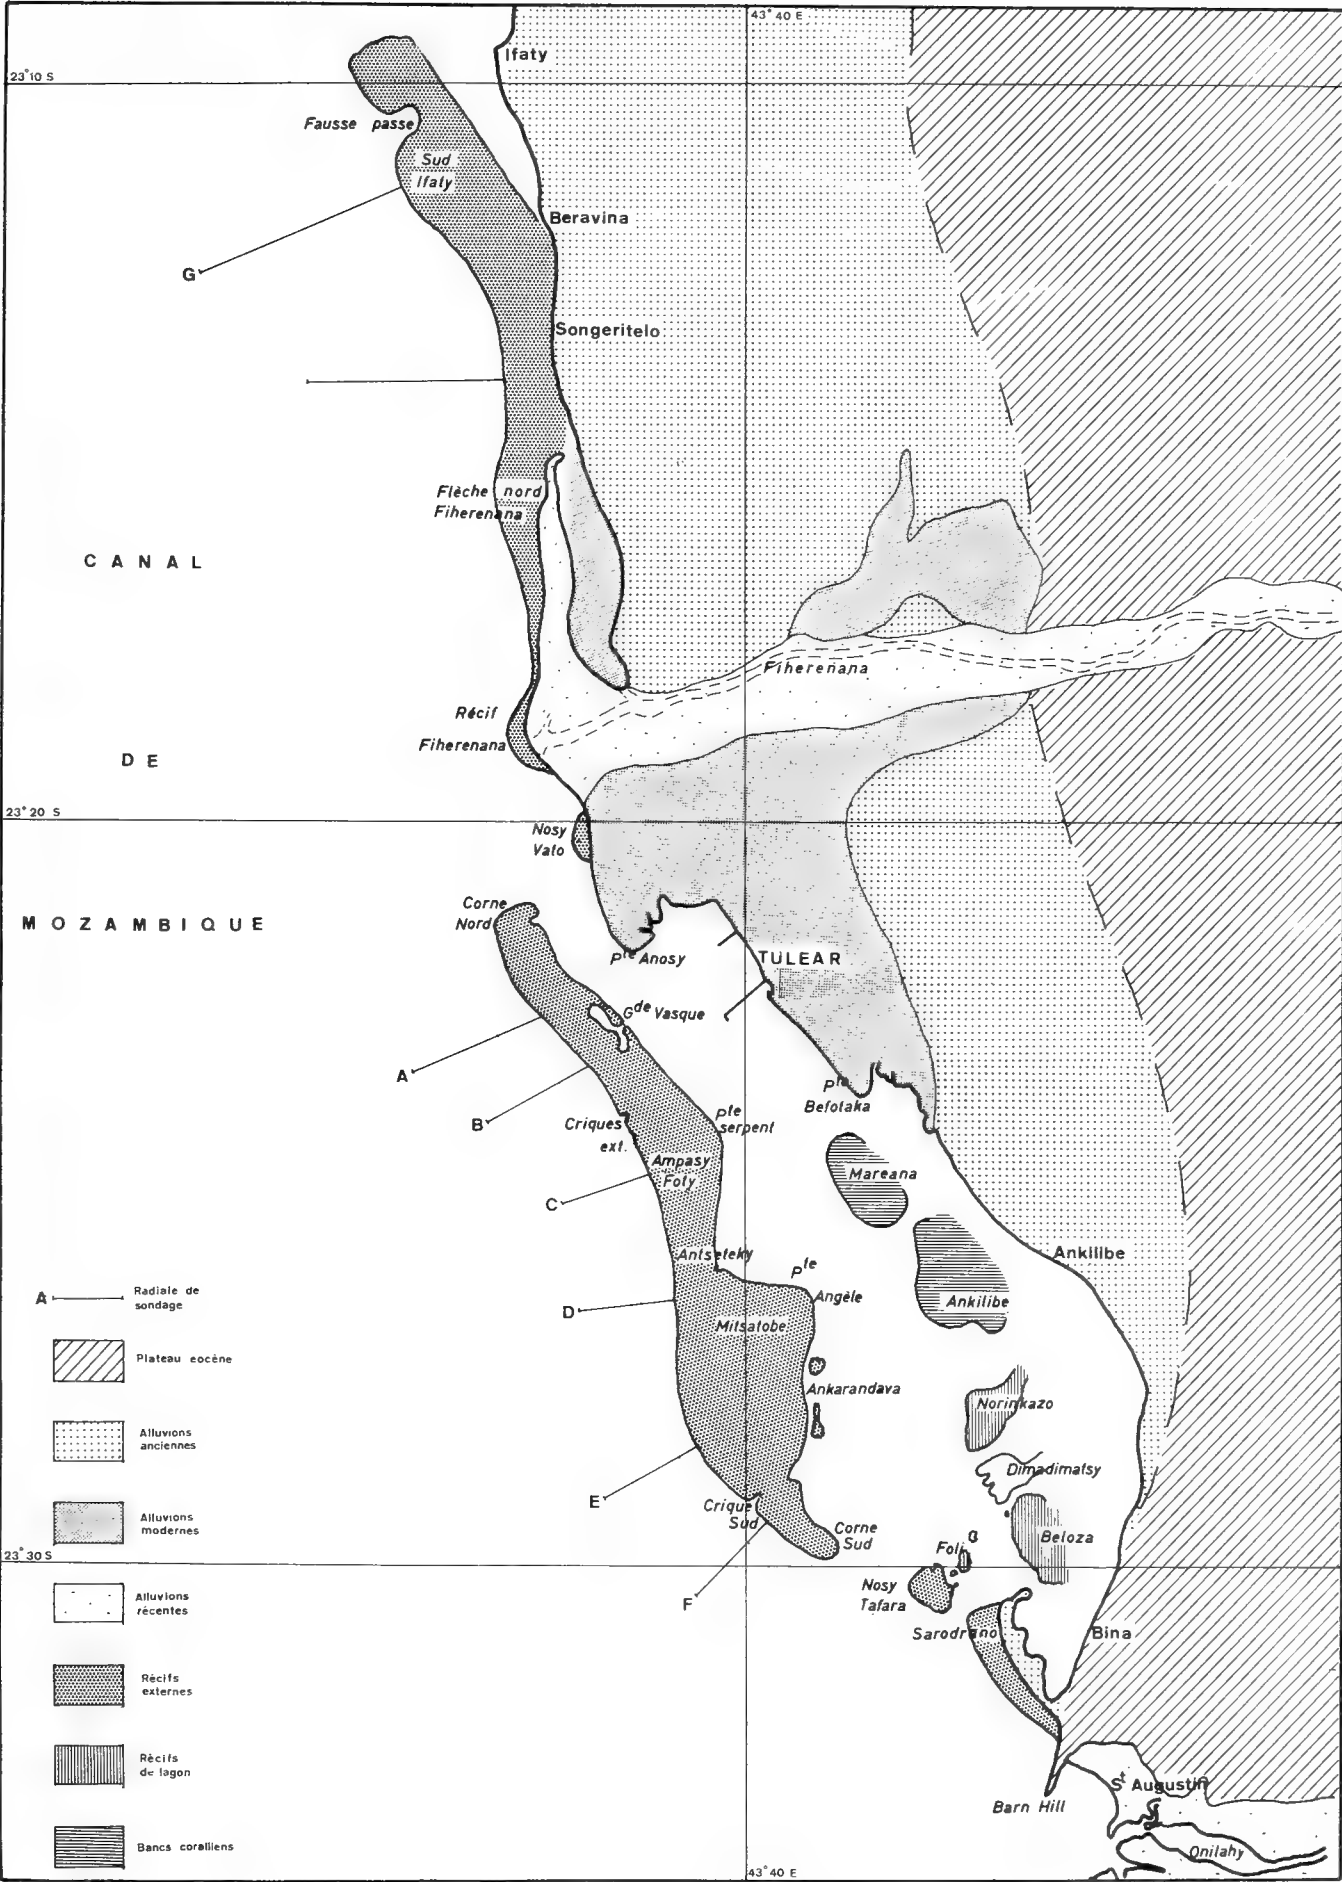 43°40 E
Ifaty
23°10 S
Fausse passe
Sud
Ifaty
Beravina
G
Songeritelo
Flèche nord
Fiherenana
CANAL
Fiherenana
Récif
Fiherenana
DE
23°20 S
Nosy
Vato
Corne
Nord
MOZAMBIQUE
Pte Anosy
TULEAR
Gde Vasque
A
Pte
Befotaka
B
Criques
ext.
Pte
serpent
Ampasy
Foty
Mareana
C
Antseteky
Ankilibe
Pte
Angèle
Ankilibe
D
Mitsatobe
A
Radiale de
sondage
Plateau eocène
Ankarandava
Norinkazo
Alluvions
anciennes
Dimadimatsy
E
Crique
Sud
Alluvions
modernes
Corne
Sud
Beloza
Foli
23°30 S
Nosy
Tafara
F
Alluvions
récentes
Sarodrano
Bina
Récifs
externes
Récifs
de lagon
St Augustin
Barn Hill
Bancs coralliens
Onilahy
43°40 E